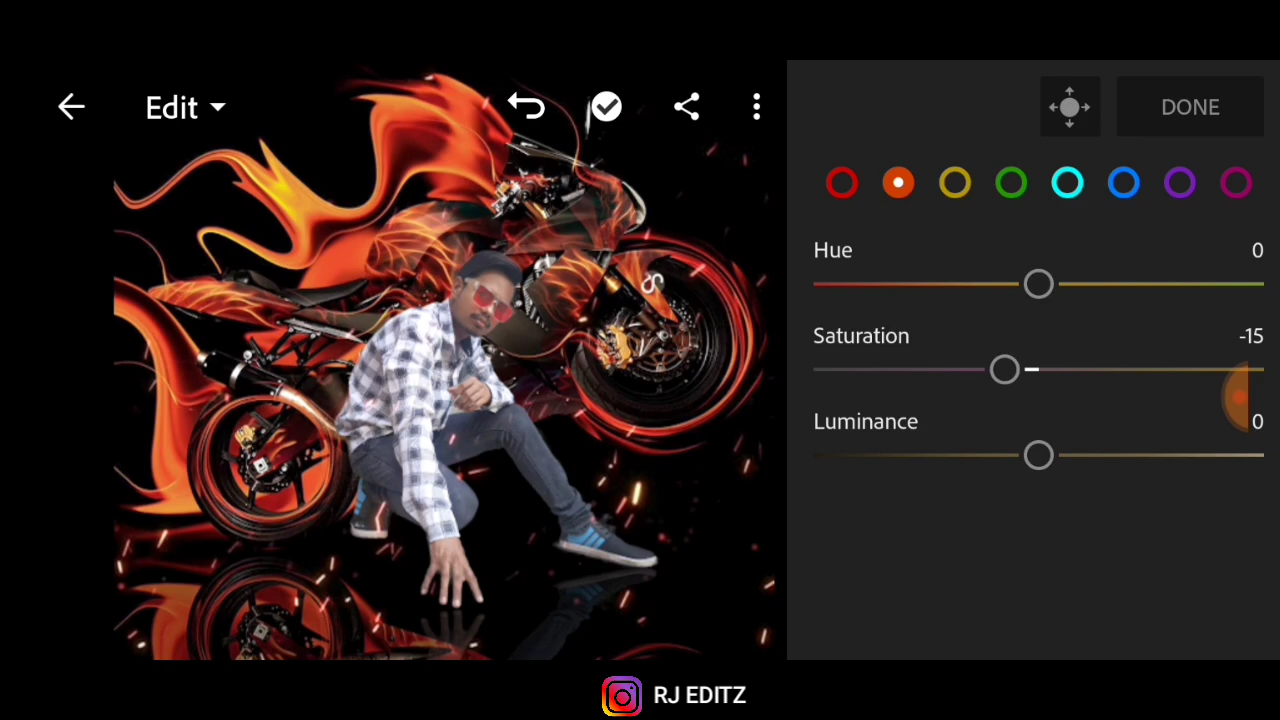 Edit
DONE
Hue 0
Saturation -15
Luminance 0
RJ EDITZ